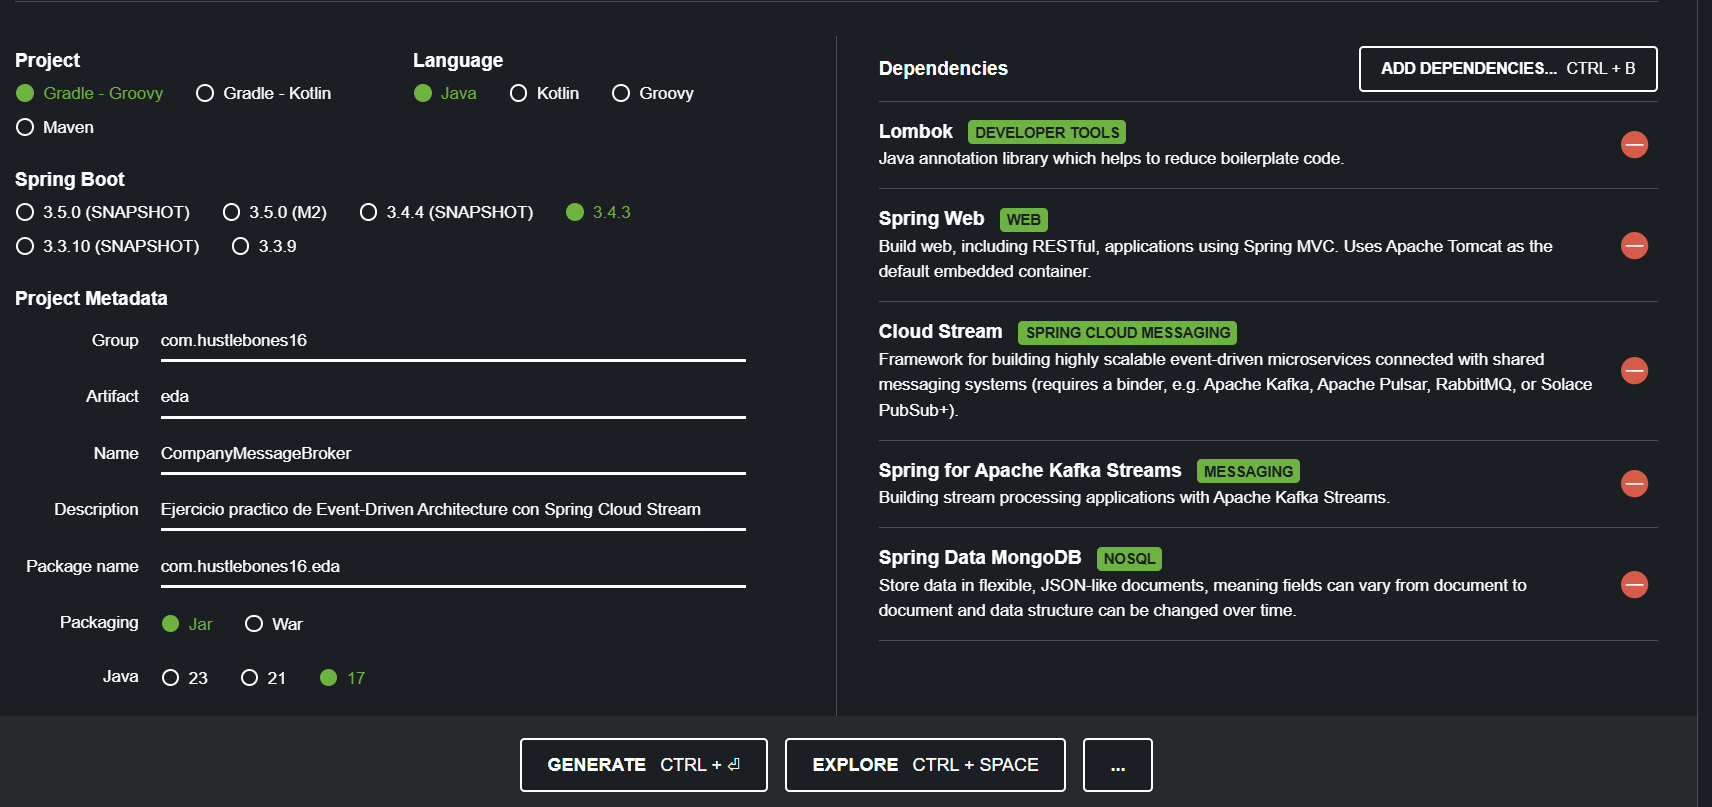 Project
Gradle - Groovy
Gradle - Kotlin
Maven
Language
Java
Kotlin
Groovy
Spring Boot
3.5.0 (SNAPSHOT)
3.5.0 (M2)
3.4.4 (SNAPSHOT)
3.4.3
3.3.10 (SNAPSHOT)
3.3.9
Project Metadata
Group com.hustlebones16
Artifact eda
Name CompanyMessageBroker
Description Ejercicio practico de Event-Driven Architecture con Spring Cloud Stream
Package name com.hustlebones16.eda
Packaging Jar War
Java 23 21 17
Dependencies
ADD DEPENDENCIES... CTRL + B
Lombok DEVELOPER TOOLS
Java annotation library which helps to reduce boilerplate code.
Spring Web WEB
Build web, including RESTful, applications using Spring MVC. Uses Apache Tomcat as the
default embedded container.
Cloud Stream SPRING CLOUD MESSAGING
Framework for building highly scalable event-driven microservices connected with shared
messaging systems (requires a binder, e.g. Apache Kafka, Apache Pulsar, RabbitMQ, or Solace
PubSub+).
Spring for Apache Kafka Streams MESSAGING
Building stream processing applications with Apache Kafka Streams.
Spring Data MongoDB NOSQL
Store data in flexible, JSON-like documents, meaning fields can vary from document to
document and data structure can be changed over time.
GENERATE CTRL + ⏎
EXPLORE CTRL + SPACE
...